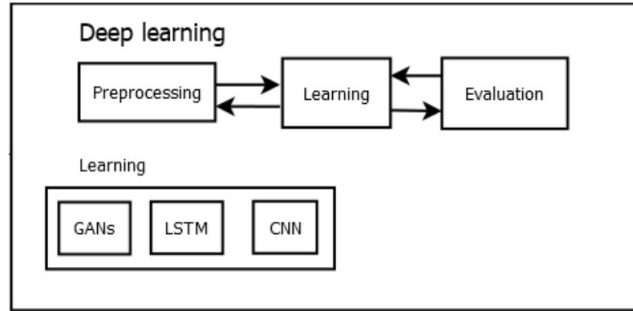 Deep learning
Preprocessing
Learning
Evaluation
Learning
GANs
LSTM
CNN